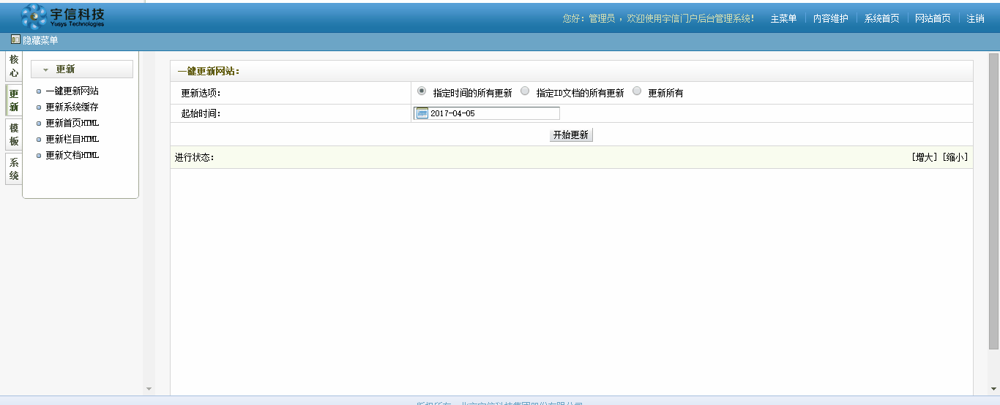 宇信科技
Yusys Technologies
您好：管理员 ，欢迎使用宇信门户后台管理系统！ 主菜单 内容维护 系统首页 网站首页 注销
隐藏菜单
核心
更新
模板
系统
更新
一键更新网站
更新系统缓存
更新首页HTML
更新栏目HTML
更新文档HTML
一键更新网站：
更新选项： 指定时间的所有更新 指定ID文档的所有更新 更新所有
起始时间： 2017-04-05
开始更新
进行状态： [增大] [缩小]